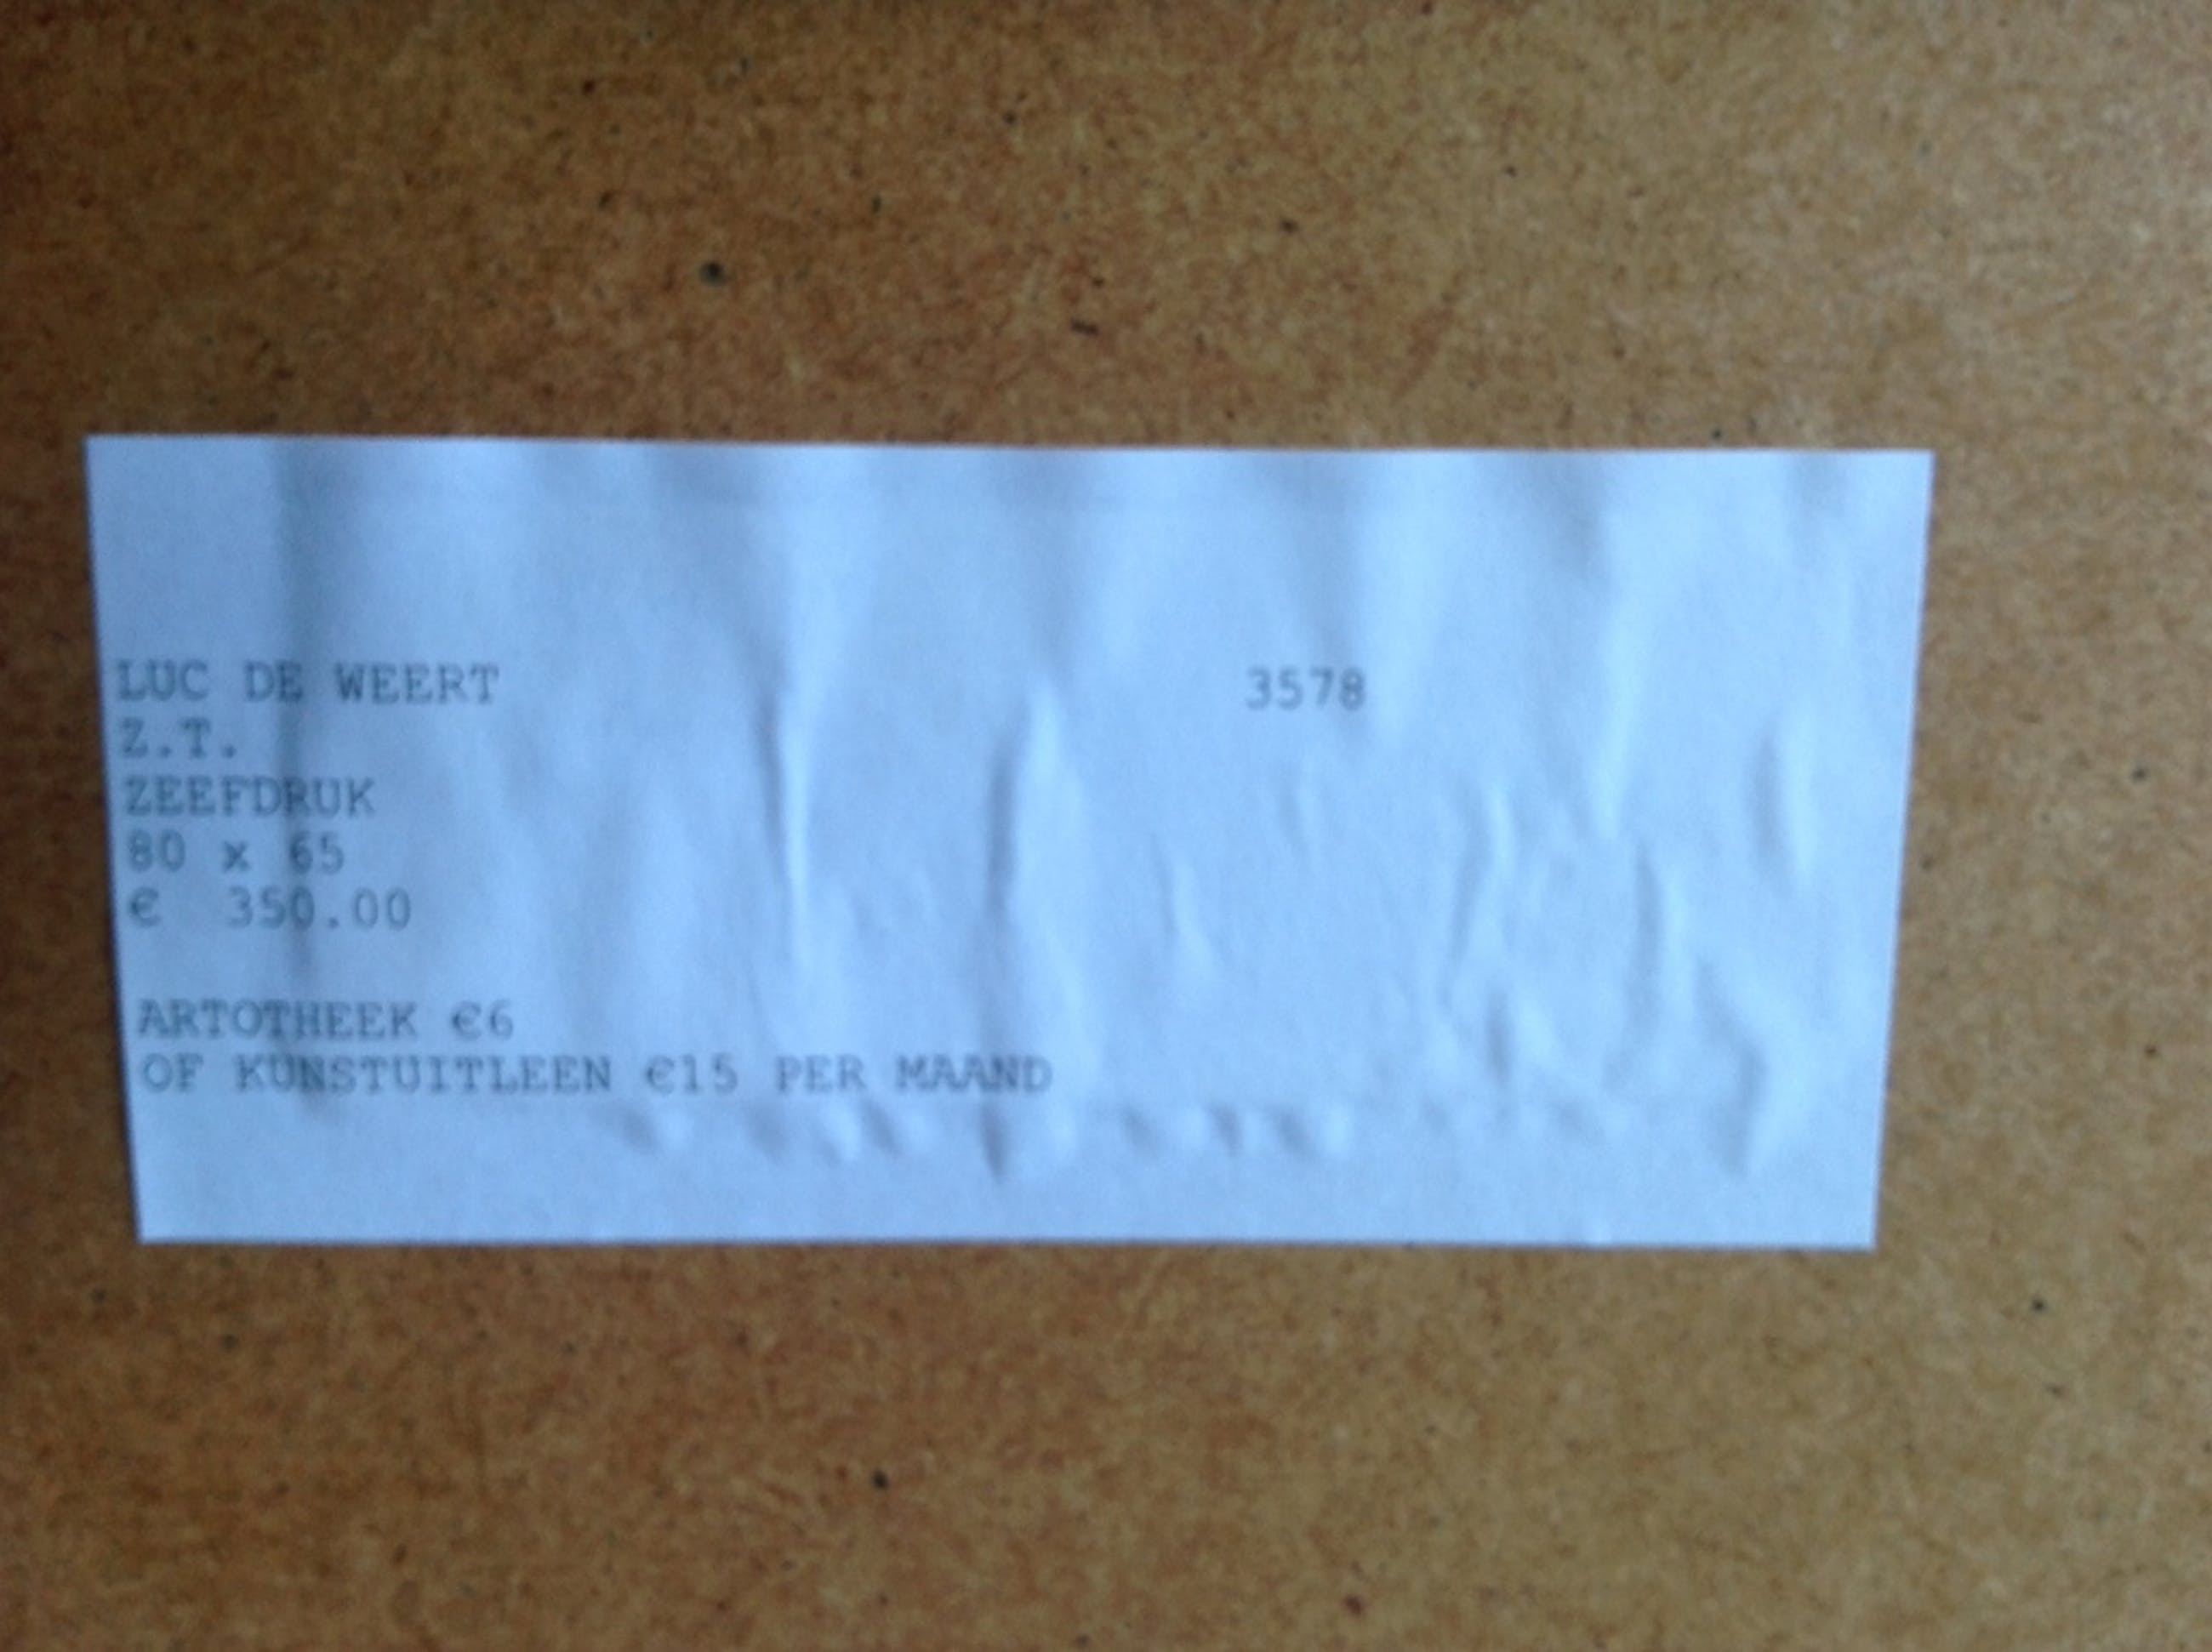 LUC DE WEERT 3578
Z.T.
ZEEFDRUK
80 x 65
€ 350.00
ARTOTHEEK €6
OF KUNSTUITLEEN €15 PER MAAND